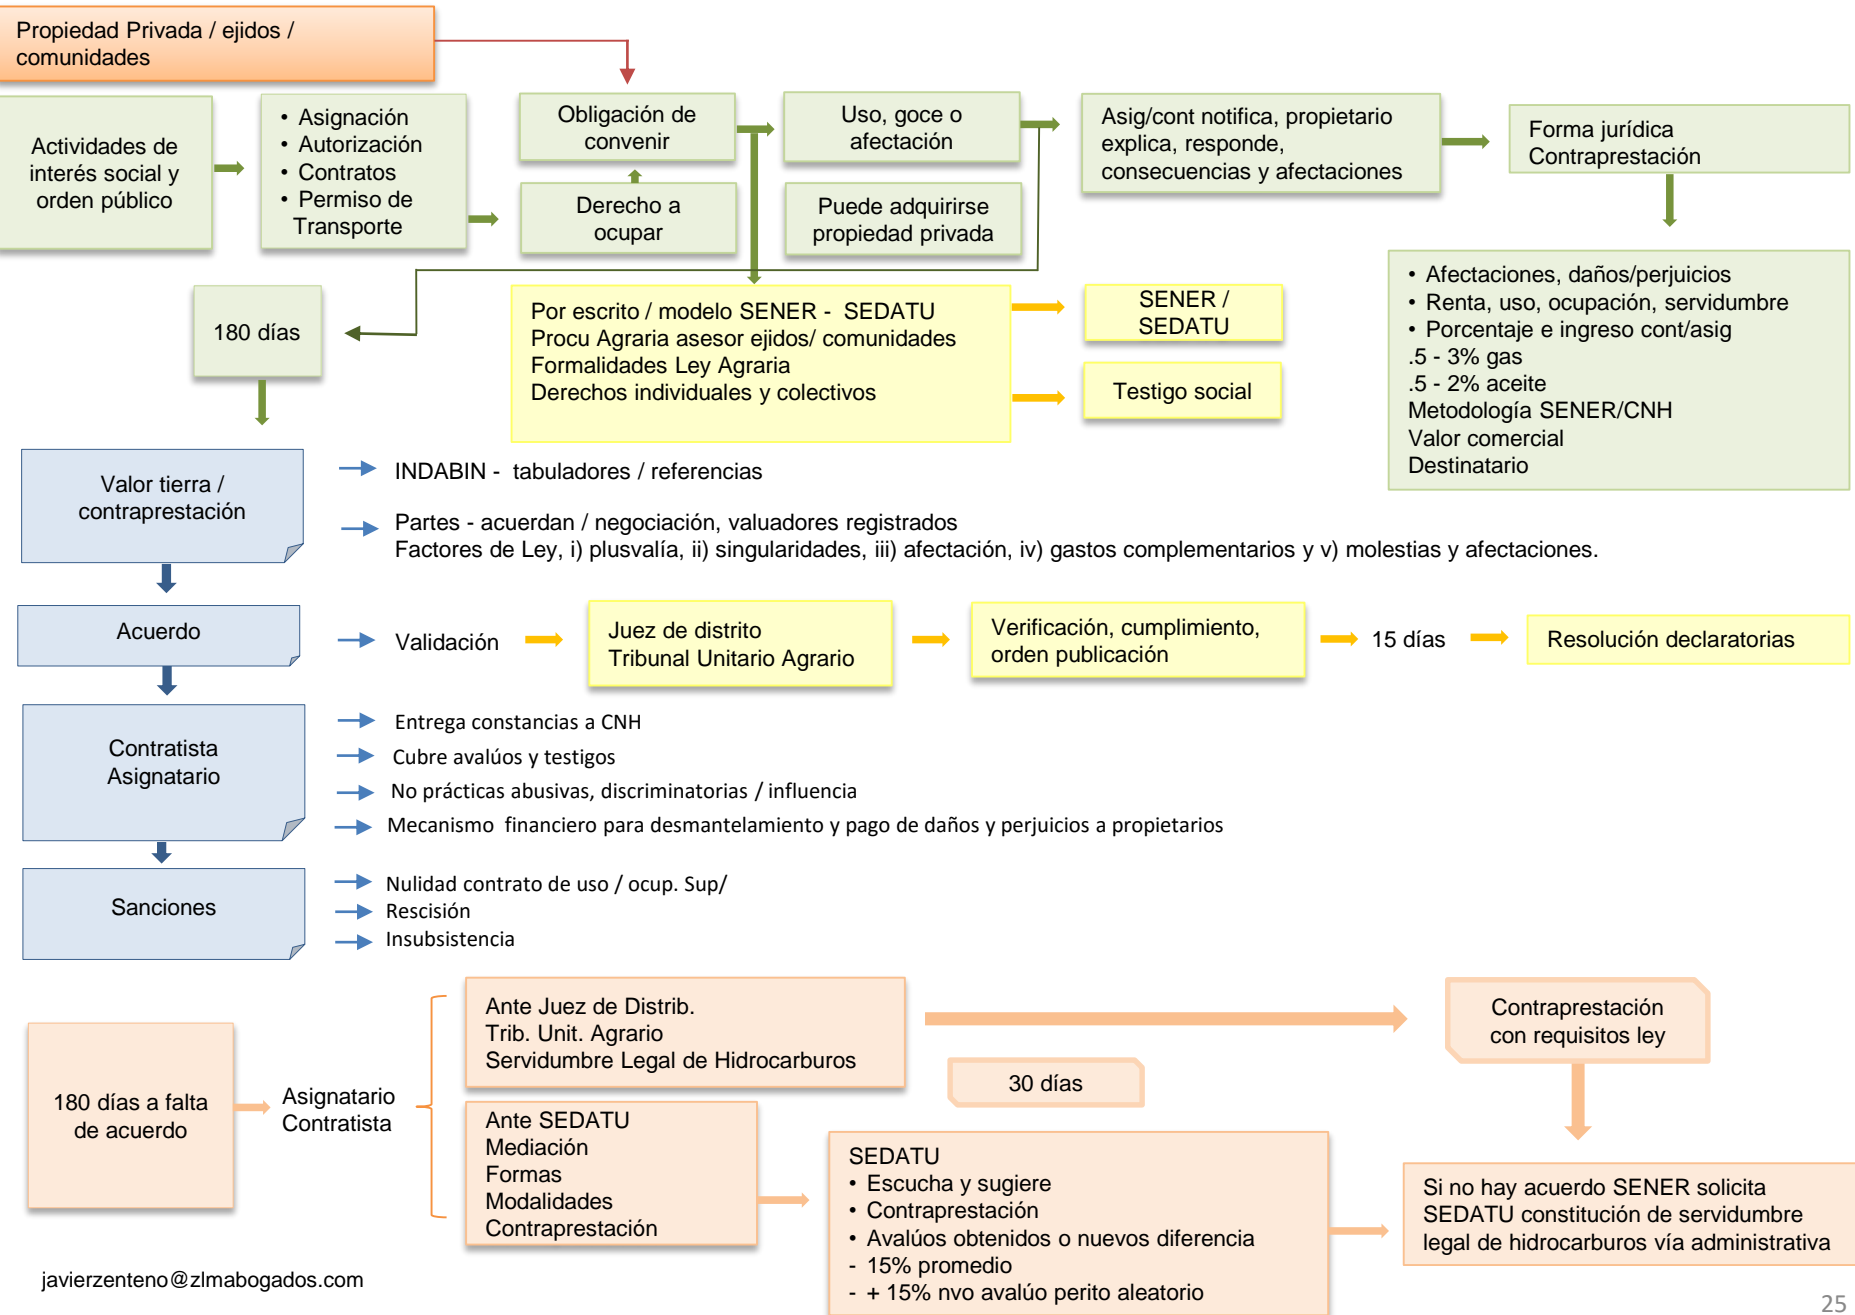 Propiedad Privada / ejidos /
comunidades
Actividades de
interés social y
orden público
• Asignación
• Autorización
• Contratos
• Permiso de
Transporte
Obligación de
convenir
Derecho a
ocupar
Uso, goce o
afectación
Puede adquirirse
propiedad privada
Asig/cont notifica, propietario
explica, responde,
consecuencias y afectaciones
Forma jurídica
Contraprestación
• Afectaciones, daños/perjuicios
• Renta, uso, ocupación, servidumbre
• Porcentaje e ingreso cont/asig
.5 - 3% gas
.5 - 2% aceite
Metodología SENER/CNH
Valor comercial
Destinatario
180 días
Por escrito / modelo SENER - SEDATU
Procu Agraria asesor ejidos/ comunidades
Formalidades Ley Agraria
Derechos individuales y colectivos
SENER /
SEDATU
Testigo social
Valor tierra /
contraprestación
INDABIN - tabuladores / referencias
Partes - acuerdan / negociación, valuadores registrados
Factores de Ley, i) plusvalía, ii) singularidades, iii) afectación, iv) gastos complementarios y v) molestias y afectaciones.
Acuerdo
Validación
Juez de distrito
Tribunal Unitario Agrario
Verificación, cumplimiento,
orden publicación
15 días
Resolución declaratorias
Contratista
Asignatario
Entrega constancias a CNH
Cubre avalúos y testigos
No prácticas abusivas, discriminatorias / influencia
Mecanismo financiero para desmantelamiento y pago de daños y perjuicios a propietarios
Sanciones
Nulidad contrato de uso / ocup. Sup/
Rescisión
Insubsistencia
180 días a falta
de acuerdo
Asignatario
Contratista
Ante Juez de Distrib.
Trib. Unit. Agrario
Servidumbre Legal de Hidrocarburos
Ante SEDATU
Mediación
Formas
Modalidades
Contraprestación
30 días
SEDATU
• Escucha y sugiere
• Contraprestación
• Avalúos obtenidos o nuevos diferencia
- 15% promedio
- + 15% nvo avalúo perito aleatorio
Contraprestación
con requisitos ley
Si no hay acuerdo SENER solicita
SEDATU constitución de servidumbre
legal de hidrocarburos vía administrativa
javierzenteno@zlmabogados.com
25